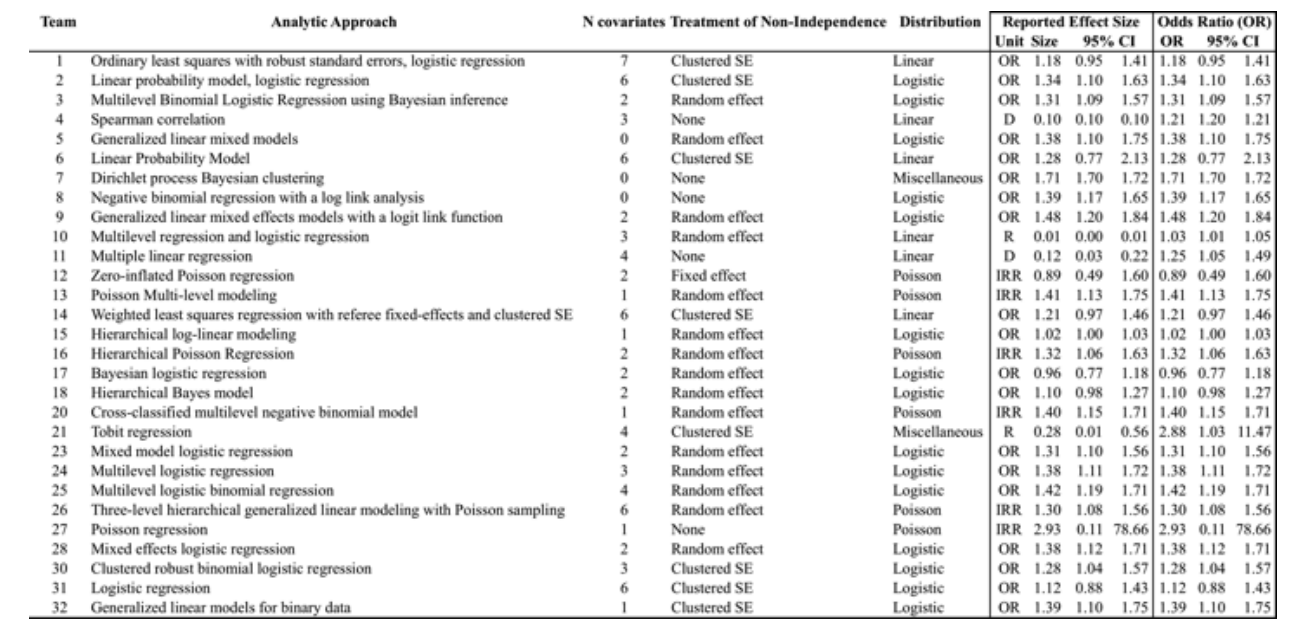 Team Analytic Approach N covariates Treatment of Non-Independence Distribution Reported Effect Size Odds Ratio (OR)
Unit Size 95% CI OR 95% CI
1 Ordinary least squares with robust standard errors, logistic regression 7 Clustered SE Linear OR 1.18 0.95 1.41 1.18 0.95 1.41
2 Linear probability model, logistic regression 6 Clustered SE Logistic OR 1.34 1.10 1.63 1.34 1.10 1.63
3 Multilevel Binomial Logistic Regression using Bayesian inference 2 Random effect Logistic OR 1.31 1.09 1.57 1.31 1.09 1.57
4 Spearman correlation 3 None Linear D 0.10 0.10 0.10 1.21 1.20 1.21
5 Generalized linear mixed models 0 Random effect Logistic OR 1.38 1.10 1.75 1.38 1.10 1.75
6 Linear Probability Model 6 Clustered SE Linear OR 1.28 0.77 2.13 1.28 0.77 2.13
7 Dirichlet process Bayesian clustering 0 None Miscellaneous OR 1.71 1.70 1.72 1.71 1.70 1.72
8 Negative binomial regression with a log link analysis 0 None Logistic OR 1.39 1.17 1.65 1.39 1.17 1.65
9 Generalized linear mixed effects models with a logit link function 2 Random effect Logistic OR 1.48 1.20 1.84 1.48 1.20 1.84
10 Multilevel regression and logistic regression 3 Random effect Linear R 0.01 0.00 0.01 1.03 1.01 1.05
11 Multiple linear regression 4 None Linear D 0.12 0.03 0.22 1.25 1.05 1.49
12 Zero-inflated Poisson regression 2 Fixed effect Poisson IRR 0.89 0.49 1.60 0.89 0.49 1.60
13 Poisson Multi-level modeling 1 Random effect Poisson IRR 1.41 1.13 1.75 1.41 1.13 1.75
14 Weighted least squares regression with referee fixed-effects and clustered SE 6 Clustered SE Linear OR 1.21 0.97 1.46 1.21 0.97 1.46
15 Hierarchical log-linear modeling 1 Random effect Logistic OR 1.02 1.00 1.03 1.02 1.00 1.03
16 Hierarchical Poisson Regression 2 Random effect Poisson IRR 1.32 1.06 1.63 1.32 1.06 1.63
17 Bayesian logistic regression 2 Random effect Logistic OR 0.96 0.77 1.18 0.96 0.77 1.18
18 Hierarchical Bayes model 2 Random effect Logistic OR 1.10 0.98 1.27 1.10 0.98 1.27
20 Cross-classified multilevel negative binomial model 1 Random effect Poisson IRR 1.40 1.15 1.71 1.40 1.15 1.71
21 Tobit regression 4 Clustered SE Miscellaneous R 0.28 0.01 0.56 2.88 1.03 11.47
23 Mixed model logistic regression 2 Random effect Logistic OR 1.31 1.10 1.56 1.31 1.10 1.56
24 Multilevel logistic regression 3 Random effect Logistic OR 1.38 1.11 1.72 1.38 1.11 1.72
25 Multilevel logistic binomial regression 4 Random effect Logistic OR 1.42 1.19 1.71 1.42 1.19 1.71
26 Three-level hierarchical generalized linear modeling with Poisson sampling 6 Random effect Poisson IRR 1.30 1.08 1.56 1.30 1.08 1.56
27 Poisson regression 1 None Poisson IRR 2.93 0.11 78.66 2.93 0.11 78.66
28 Mixed effects logistic regression 2 Random effect Logistic OR 1.38 1.12 1.71 1.38 1.12 1.71
30 Clustered robust binomial logistic regression 3 Clustered SE Logistic OR 1.28 1.04 1.57 1.28 1.04 1.57
31 Logistic regression 6 Clustered SE Logistic OR 1.12 0.88 1.43 1.12 0.88 1.43
32 Generalized linear models for binary data 1 Clustered SE Logistic OR 1.39 1.10 1.75 1.39 1.10 1.75